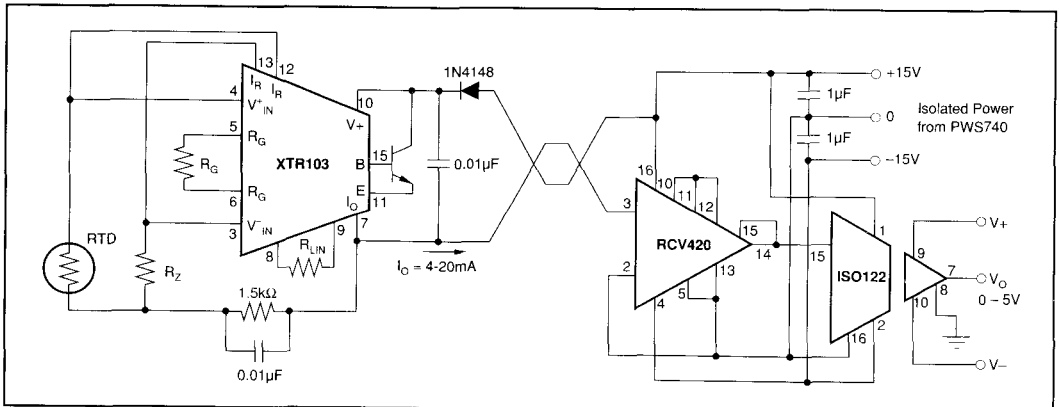 13
12
I_R
I_R
4
V⁺_IN
10
V+
5
R_G
R_G
XTR103
B
15
E
11
R_G
6
I_O
7
3
V⁻_IN
9
8
R_LIN
RTD
R_Z
1.5kΩ
0.01µF
I_O = 4-20mA
1N4148
0.01µF
16
10
11
12
3
RCV420
15
14
2
13
5
4
+15V
1µF
0
1µF
–15V
Isolated Power
from PWS740
1
15
ISO122
2
16
9
V+
7
V_O
8
0 – 5V
10
V–